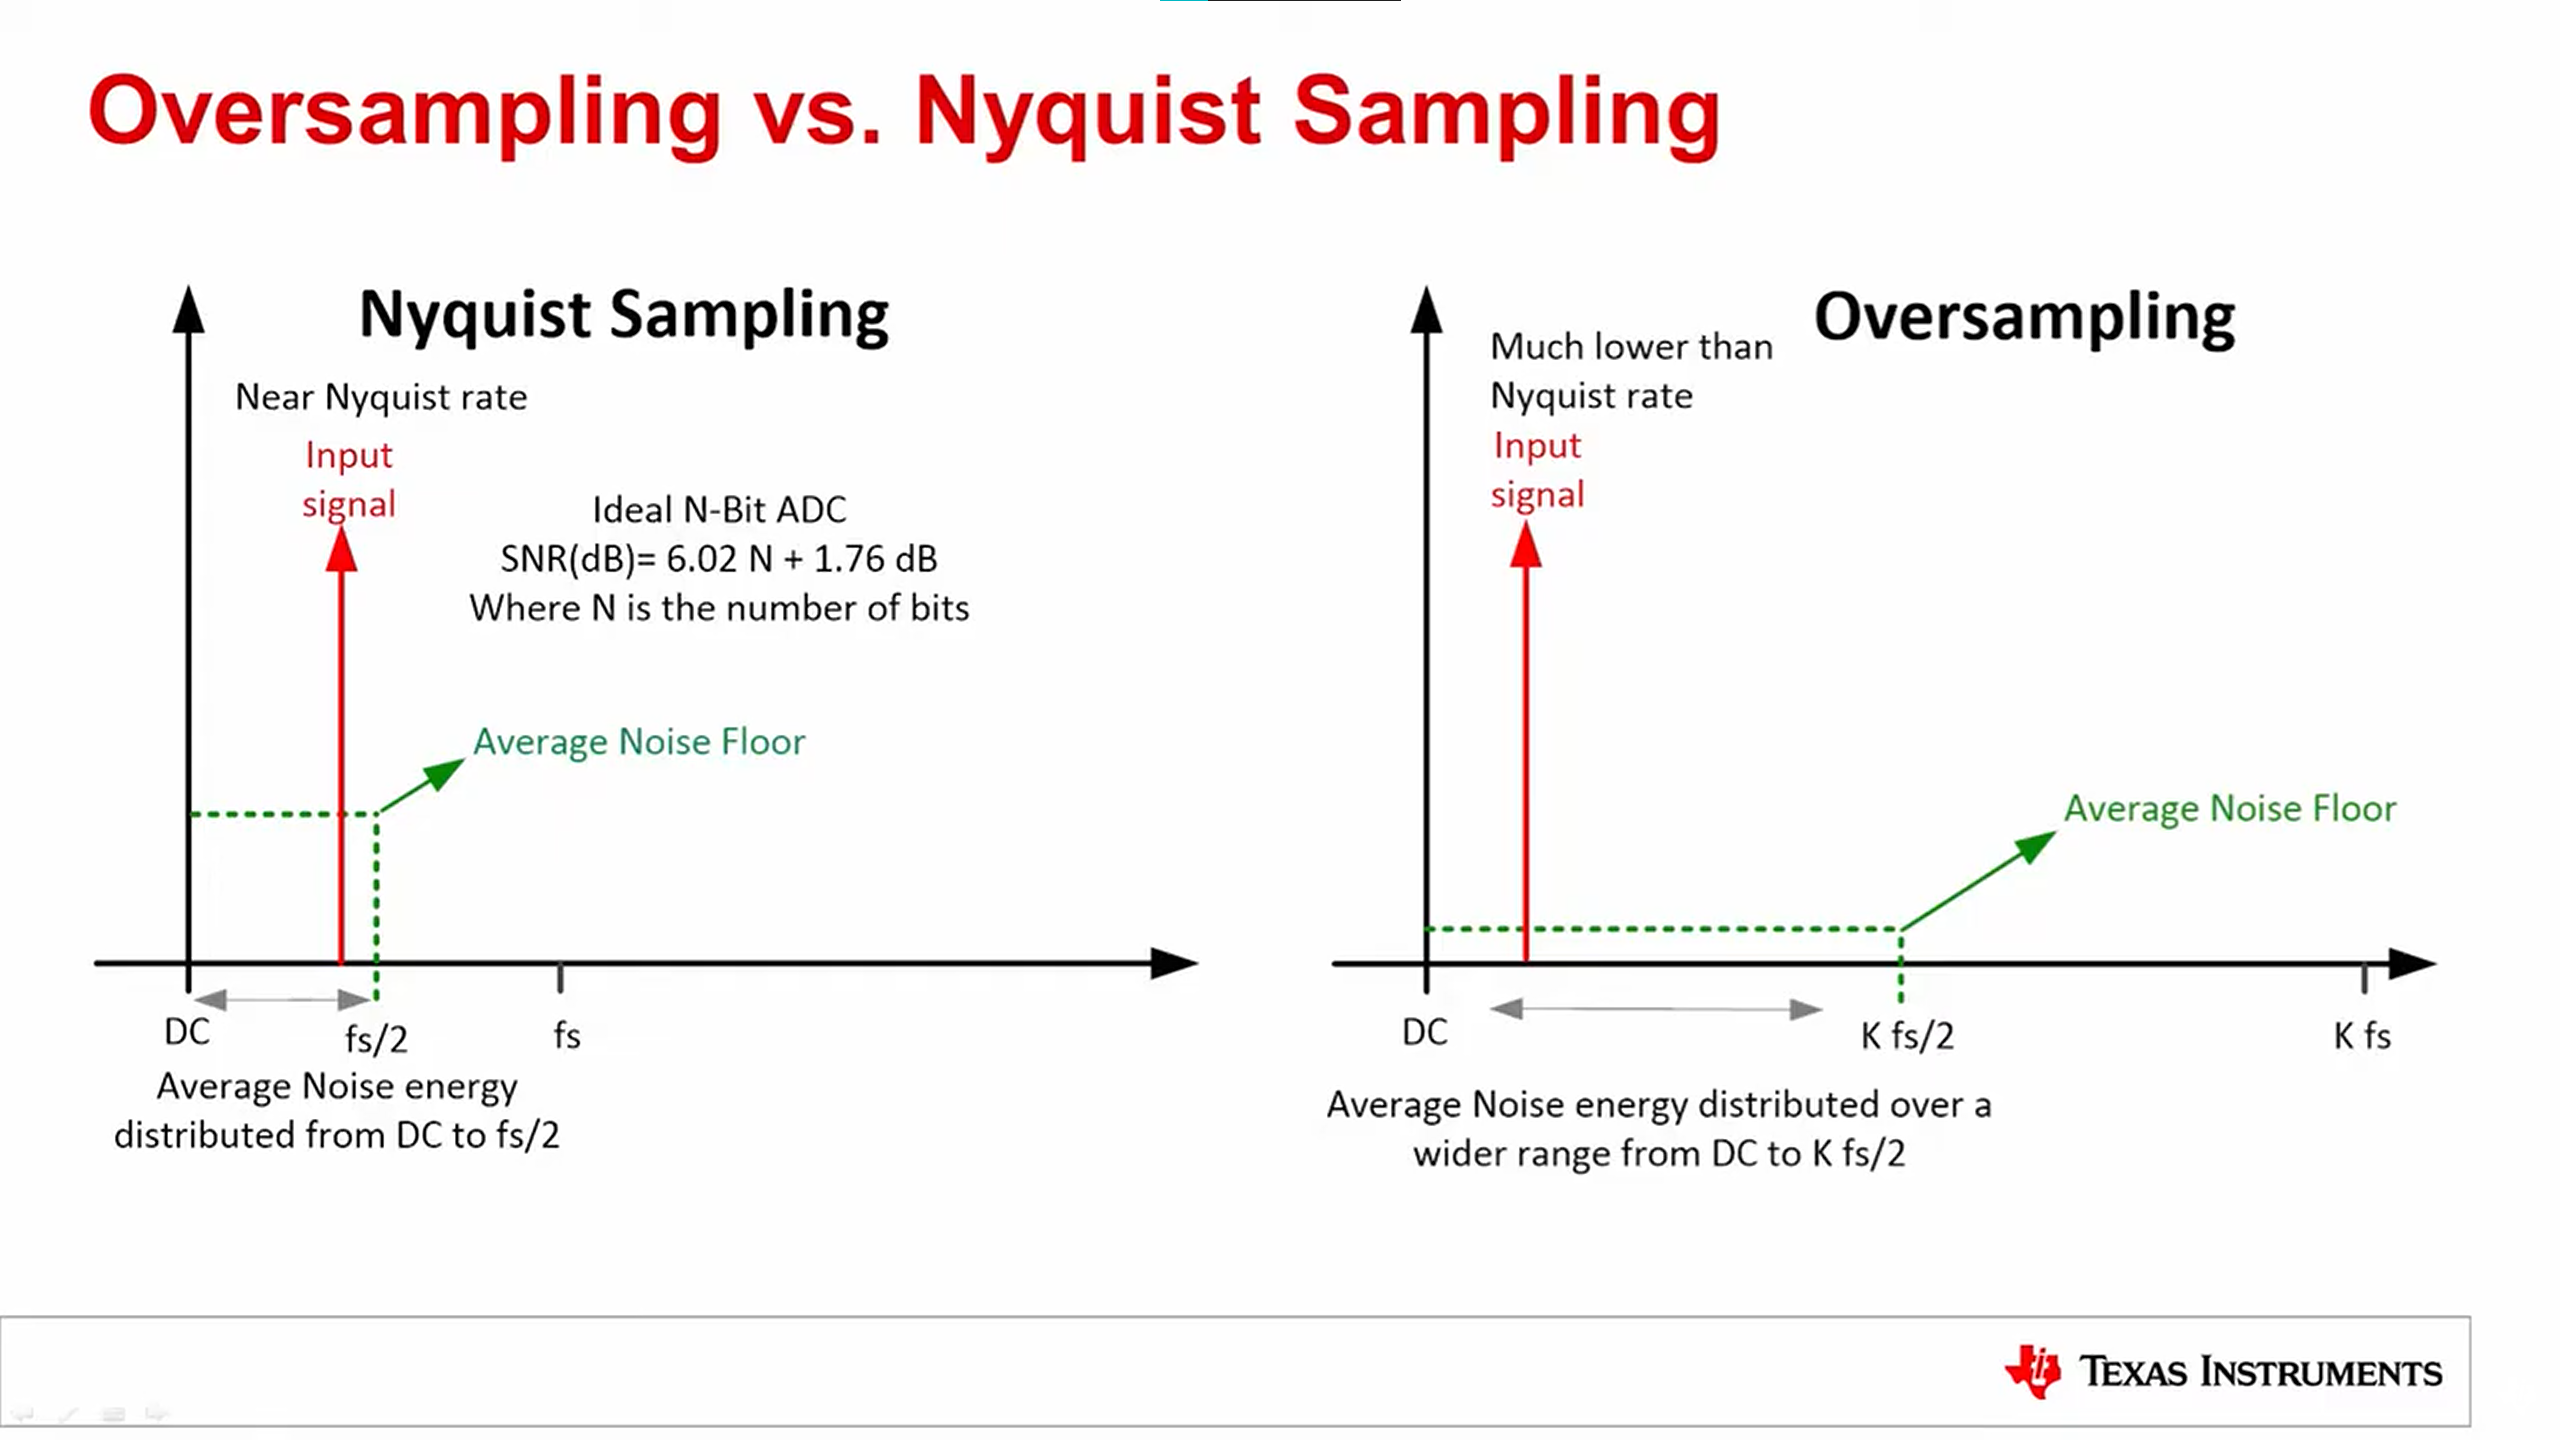 Oversampling vs. Nyquist Sampling
Nyquist Sampling
Near Nyquist rate
Input
signal
Ideal N-Bit ADC
SNR(dB)= 6.02 N + 1.76 dB
Where N is the number of bits
Average Noise Floor
DC
fs/2
fs
Average Noise energy
distributed from DC to fs/2
Oversampling
Much lower than
Nyquist rate
Input
signal
Average Noise Floor
DC
K fs/2
K fs
Average Noise energy distributed over a
wider range from DC to K fs/2
TEXAS INSTRUMENTS